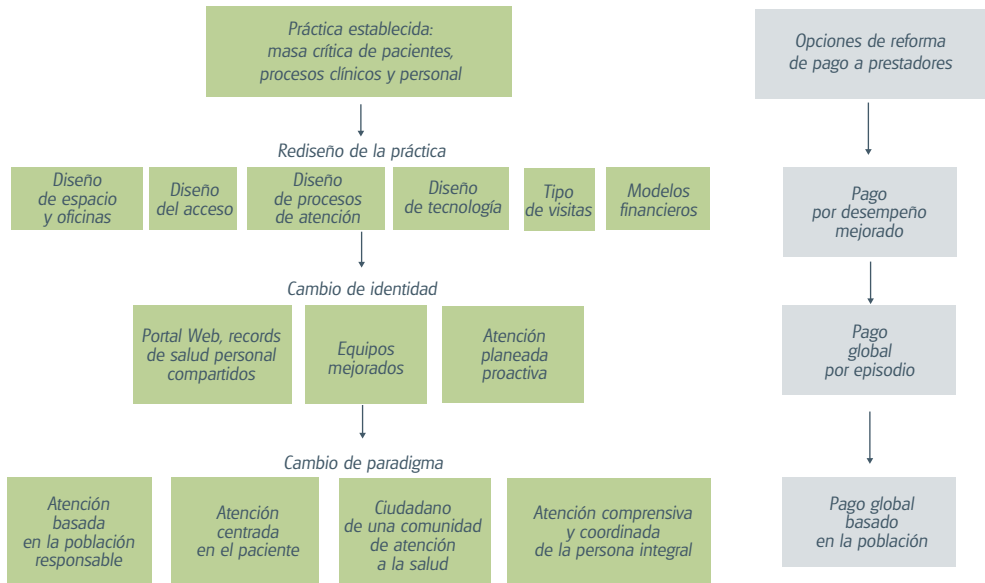 Práctica establecida:
masa crítica de pacientes,
procesos clínicos y personal
Rediseño de la práctica
Diseño
de espacio
y oficinas
Diseño
del acceso
Diseño
de procesos
de atención
Diseño
de tecnología
Tipo
de visitas
Modelos
financieros
Cambio de identidad
Portal Web, records
de salud personal
compartidos
Equipos
mejorados
Atención
planeada
proactiva
Cambio de paradigma
Atención
basada
en la población
responsable
Atención
centrada
en el paciente
Ciudadano
de una comunidad
de atención
a la salud
Atención comprensiva
y coordinada
de la persona integral
Opciones de reforma
de pago a prestadores
Pago
por desempeño
mejorado
Pago
global
por episodio
Pago global
basado
en la población